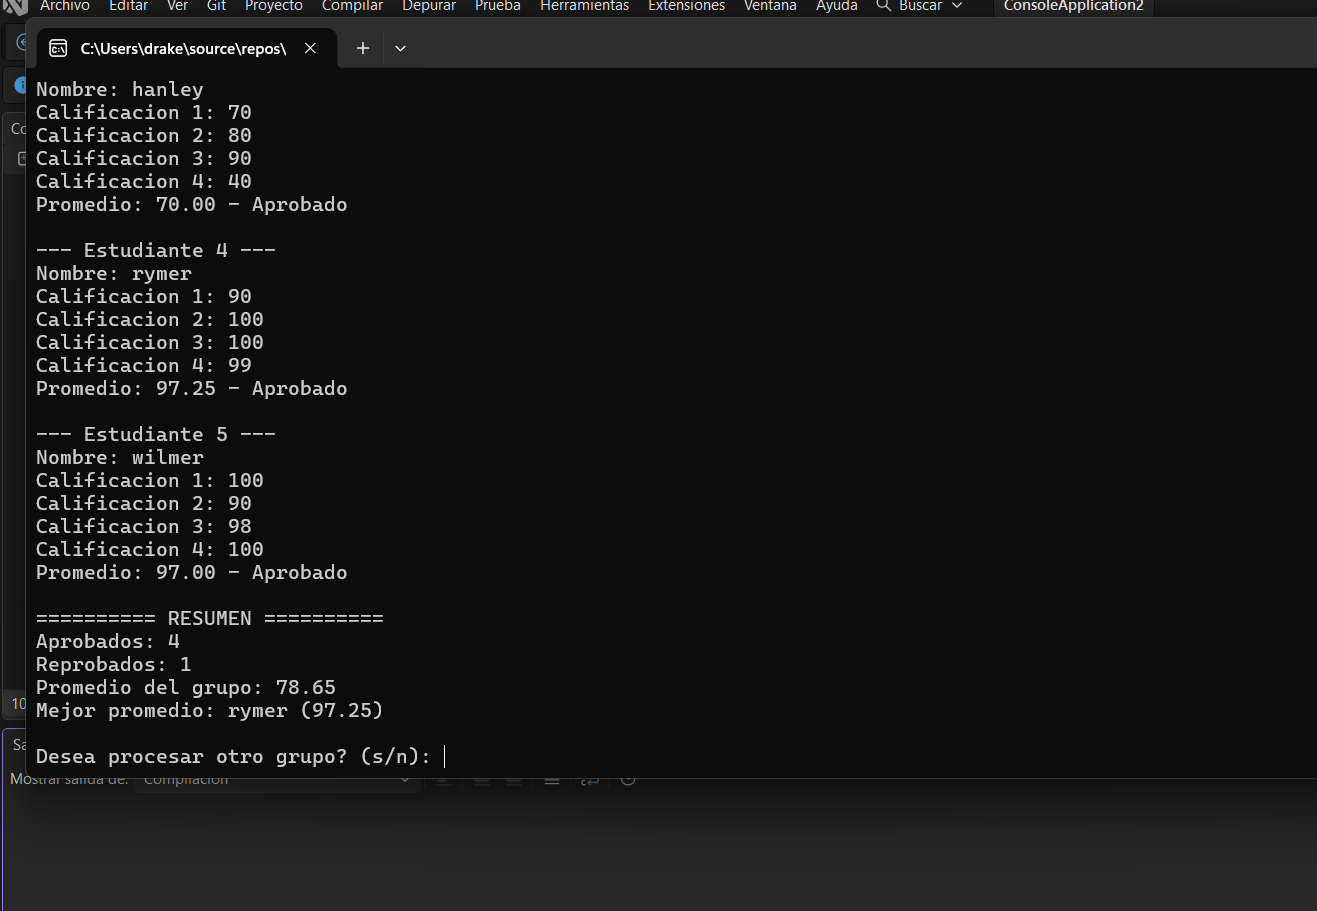 Archivo Editar Ver Git Proyecto Compilar Depurar Prueba Herramientas Extensiones Ventana Ayuda Buscar ConsoleApplication2
C:\Users\drake\source\repos\
Nombre: hanley
Calificacion 1: 70
Calificacion 2: 80
Calificacion 3: 90
Calificacion 4: 40
Promedio: 70.00 - Aprobado
--- Estudiante 4 ---
Nombre: rymer
Calificacion 1: 90
Calificacion 2: 100
Calificacion 3: 100
Calificacion 4: 99
Promedio: 97.25 - Aprobado
--- Estudiante 5 ---
Nombre: wilmer
Calificacion 1: 100
Calificacion 2: 90
Calificacion 3: 98
Calificacion 4: 100
Promedio: 97.00 - Aprobado
========== RESUMEN ==========
Aprobados: 4
Reprobados: 1
Promedio del grupo: 78.65
Mejor promedio: rymer (97.25)
Desea procesar otro grupo? (s/n):
Mostrar salida de: Compilación